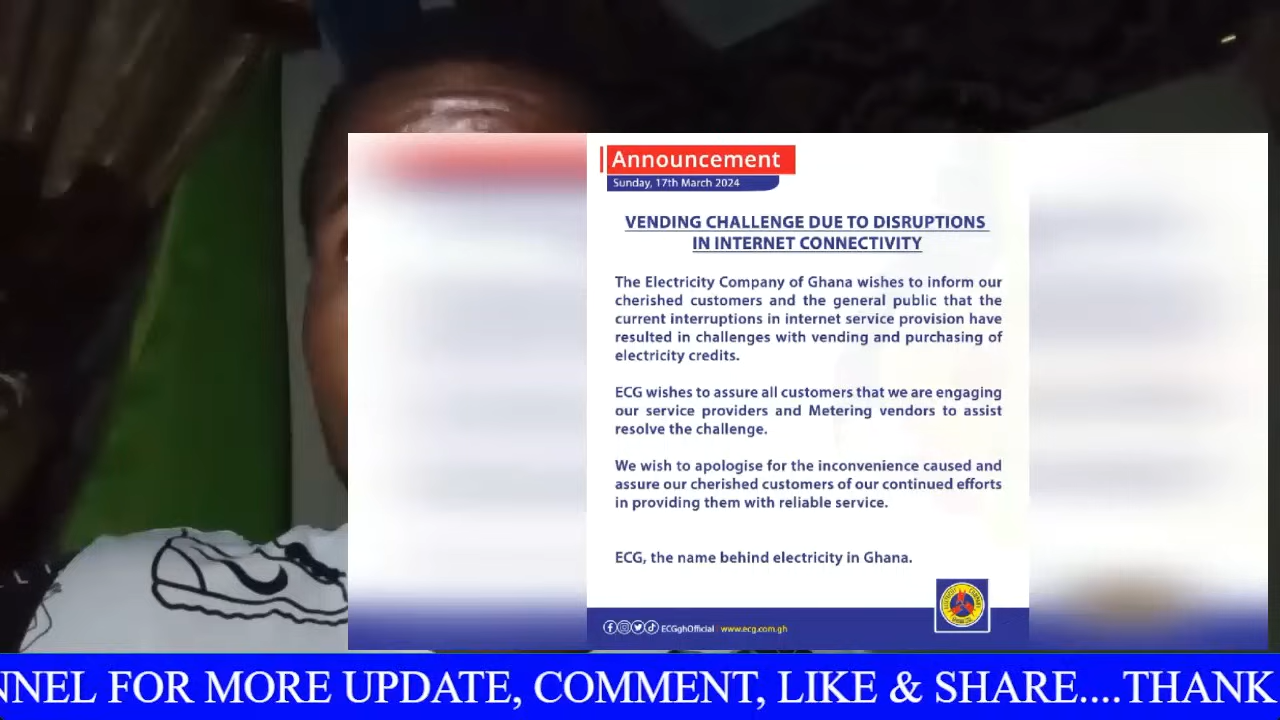 Announcement
Sunday, 17th March 2024
VENDING CHALLENGE DUE TO DISRUPTIONS
IN INTERNET CONNECTIVITY
The Electricity Company of Ghana wishes to inform our
cherished customers and the general public that the
current interruptions in internet service provision have
resulted in challenges with vending and purchasing of
electricity credits.
ECG wishes to assure all customers that we are engaging
our service providers and Metering vendors to assist
resolve the challenge.
We wish to apologise for the inconvenience caused and
assure our cherished customers of our continued efforts
in providing them with reliable service.
ECG, the name behind electricity in Ghana.
ECGghOfficial www.ecg.com.gh
NNEL FOR MORE UPDATE, COMMENT, LIKE & SHARE....THANK